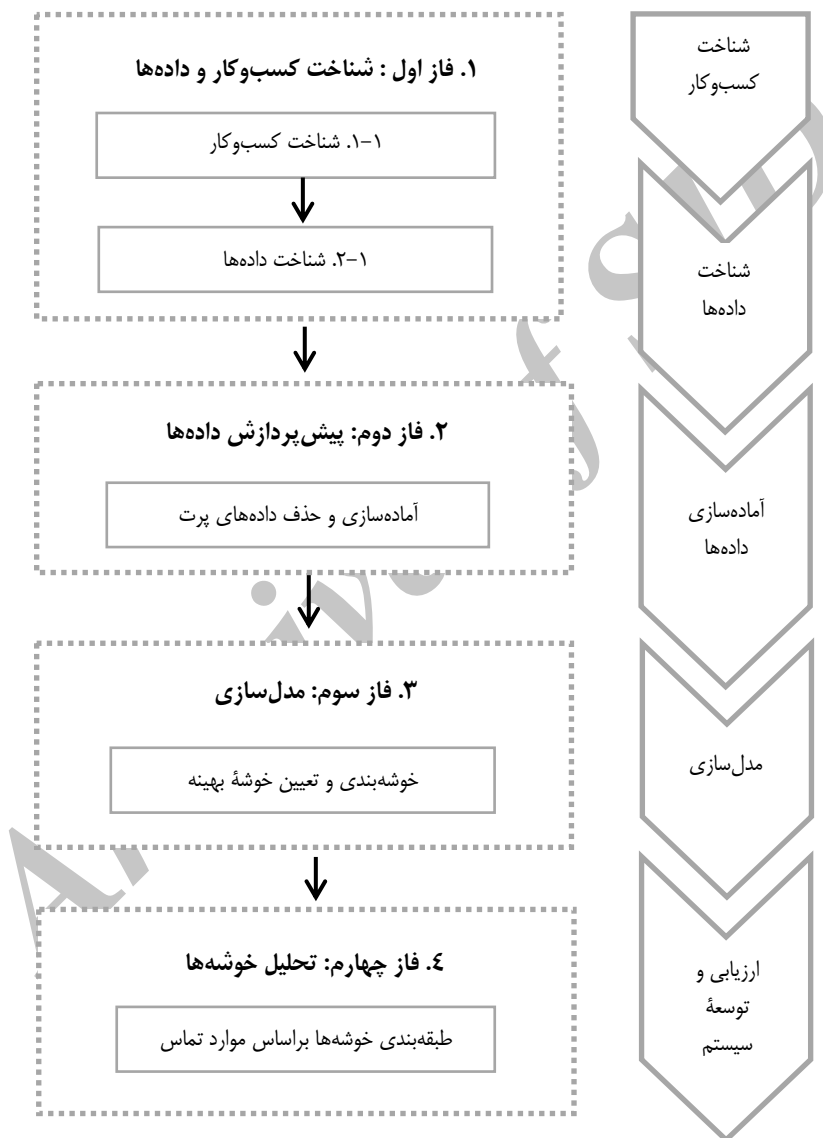 ۱. فاز اول : شناخت کسب‌وکار و داده‌ها
۱-۱. شناخت کسب‌وکار
۲-۱. شناخت داده‌ها
۲. فاز دوم: پیش‌پردازش داده‌ها
آماده‌سازی و حذف داده‌های پرت
۳. فاز سوم: مدل‌سازی
خوشه‌بندی و تعیین خوشۀ بهینه
٤. فاز چهارم: تحلیل خوشه‌ها
طبقه‌بندی خوشه‌ها براساس موارد تماس
شناخت
کسب‌وکار
شناخت
داده‌ها
آماده‌سازی
داده‌ها
مدل‌سازی
ارزیابی و
توسعۀ
سیستم